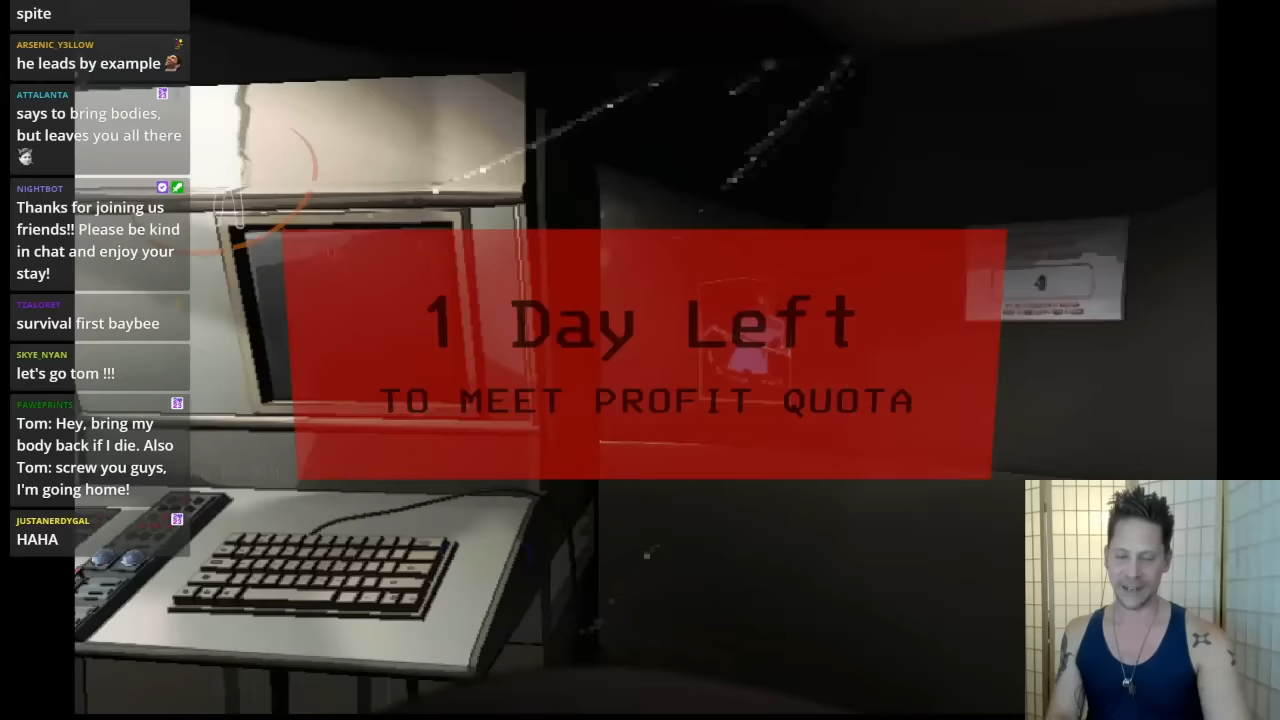 spite
ARSENIC_Y3LLOW
he leads by example
ATTALANTA
says to bring bodies,
but leaves you all there
NIGHTBOT
Thanks for joining us
friends!! Please be kind
in chat and enjoy your
stay!
TZALORET
survival first baybee
SKYE_NYAN
let's go tom !!!
PAWEPRINTS
Tom: Hey, bring my
body back if I die. Also
Tom: screw you guys,
I'm going home!
JUSTANERDYGAL
HAHA
1 Day Left
TO MEET PROFIT QUOTA